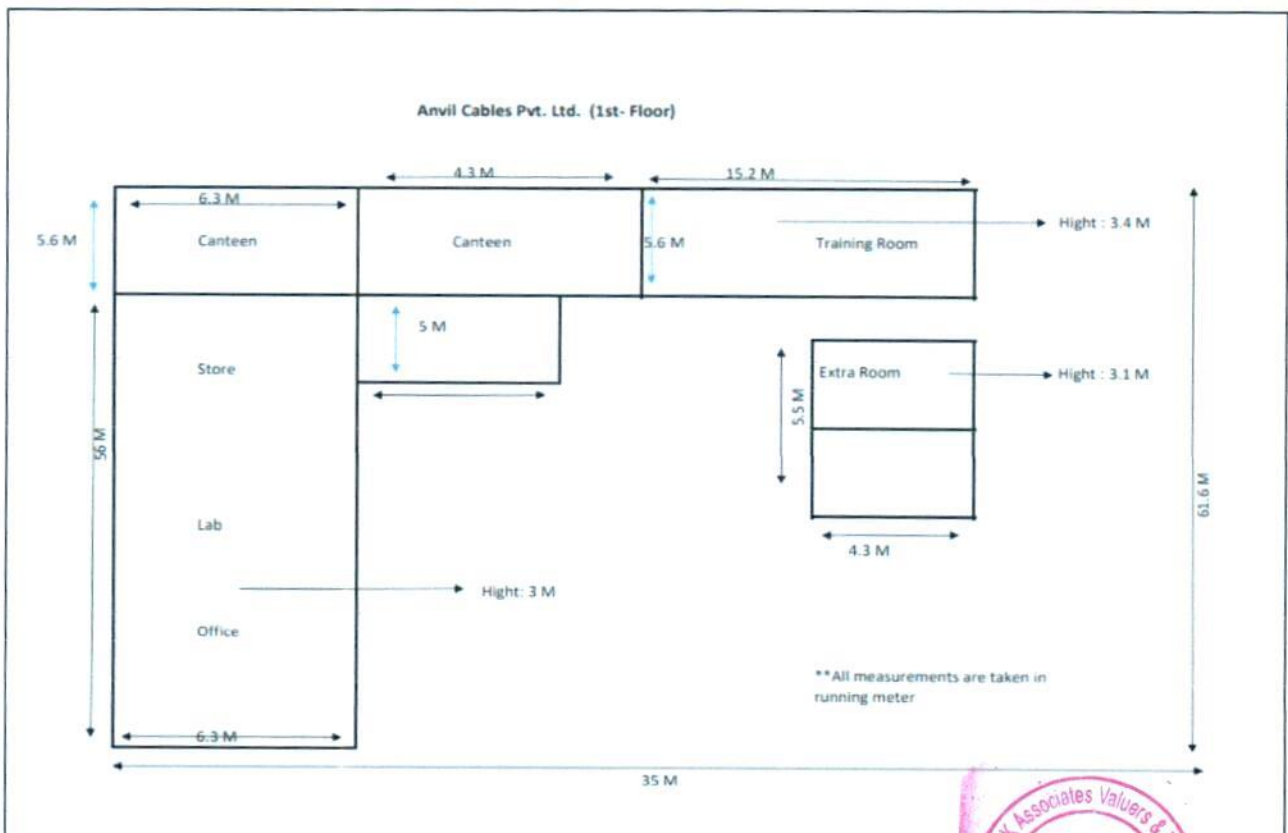 Anvil Cables Pvt. Ltd. (1st- Floor)
4.3 M
15.2 M
6.3 M
5.6 M
Canteen
Canteen
5.6 M
Training Room
Hight : 3.4 M
5 M
Store
Extra Room
Hight : 3.1 M
5.5 M
56 M
61.6 M
Lab
4.3 M
Hight: 3 M
Office
**All measurements are taken in
running meter
6.3 M
35 M
Associates Valuers &